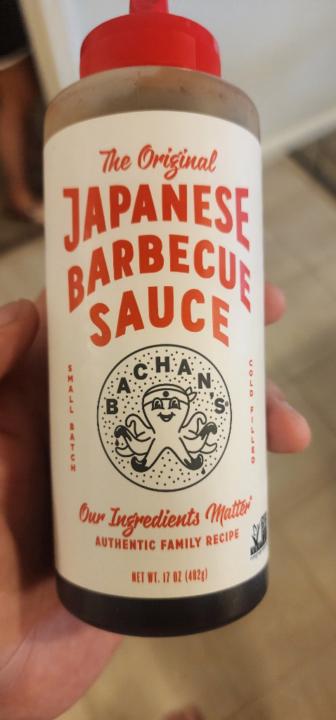 The Original
JAPANESE
BARBECUE
SAUCE
BACHAN'S
SMALL BATCH
COLD FILLED
Our Ingredients Matter
AUTHENTIC FAMILY RECIPE
NET WT. 17 OZ (482g)